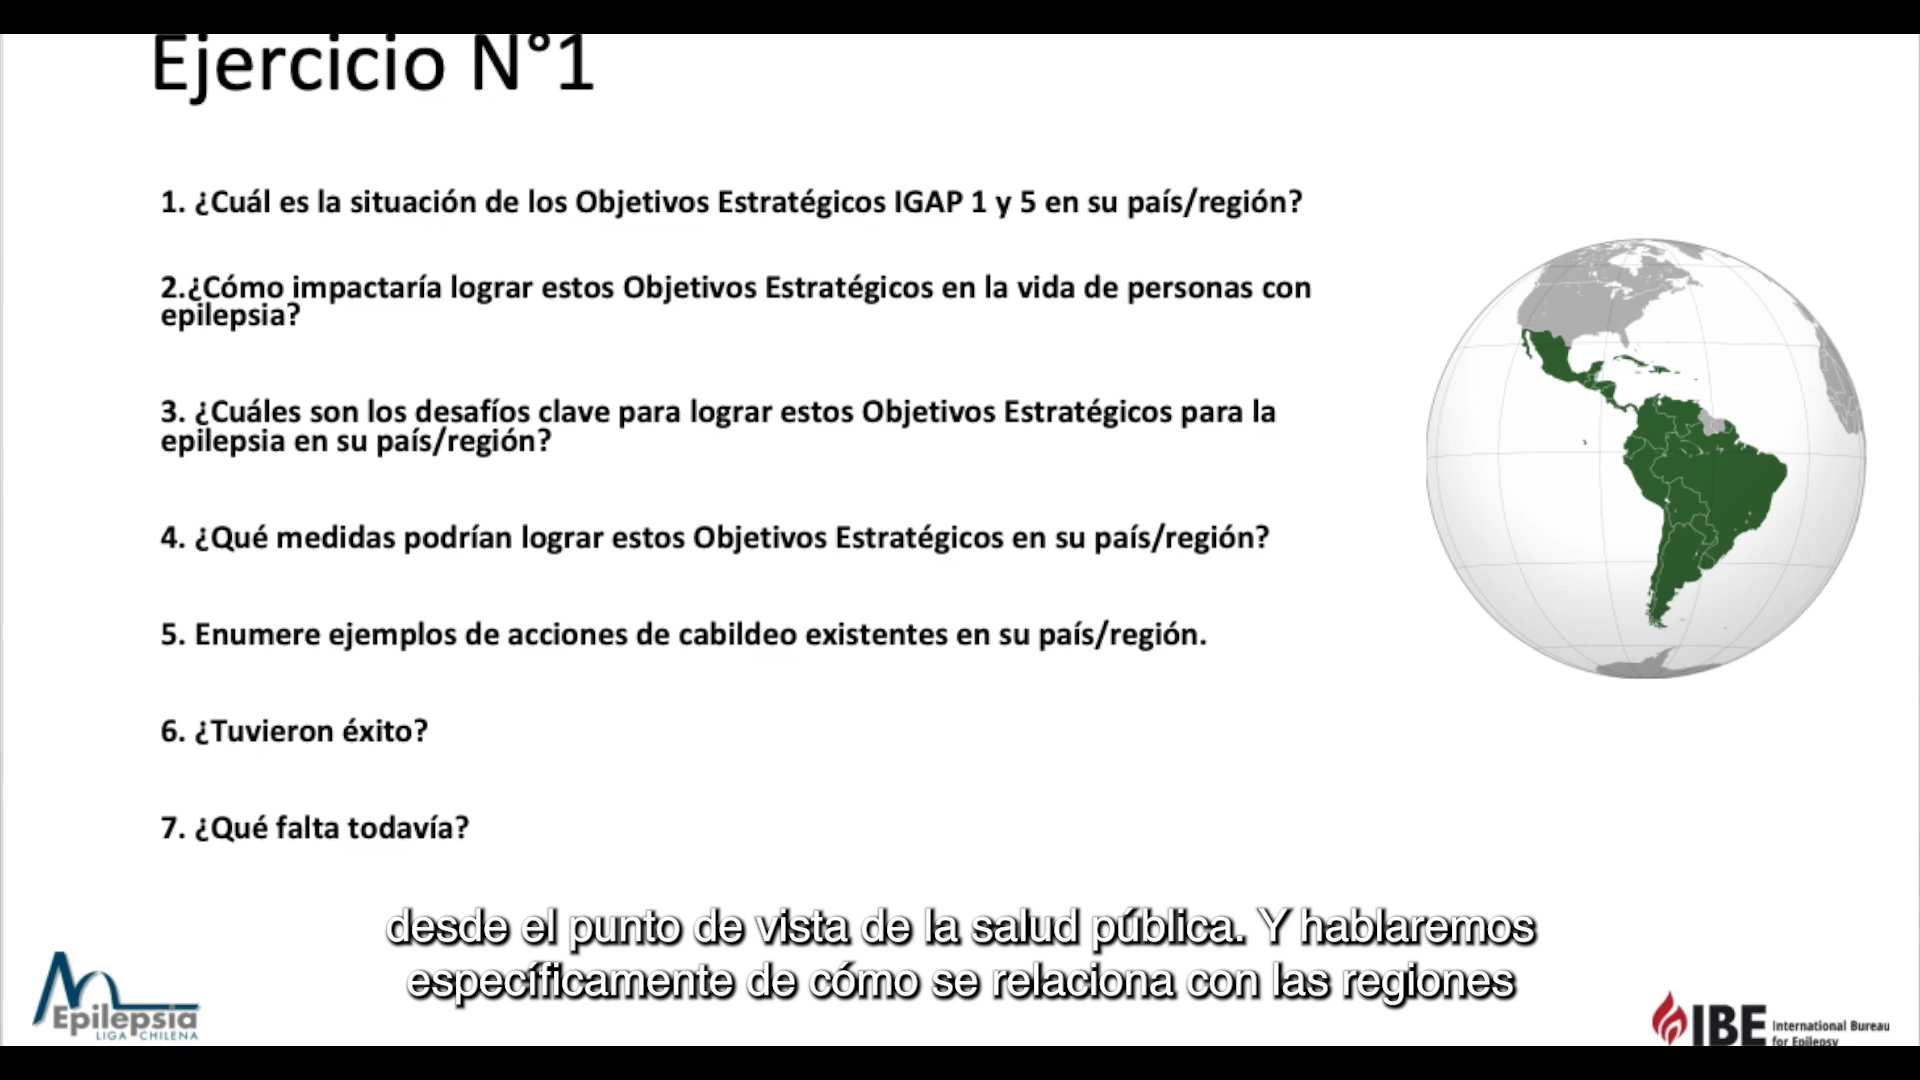 Ejercicio N°1
1. ¿Cuál es la situación de los Objetivos Estratégicos IGAP 1 y 5 en su país/región?
2.¿Cómo impactaría lograr estos Objetivos Estratégicos en la vida de personas con
epilepsia?
3. ¿Cuáles son los desafíos clave para lograr estos Objetivos Estratégicos para la
epilepsia en su país/región?
4. ¿Qué medidas podrían lograr estos Objetivos Estratégicos en su país/región?
5. Enumere ejemplos de acciones de cabildeo existentes en su país/región.
6. ¿Tuvieron éxito?
7. ¿Qué falta todavía?
desde el punto de vista de la salud pública. Y hablaremos
específicamente de cómo se relaciona con las regiones
Epilepsia
LIGA CHILENA
IBE International Bureau
for Epilepsy